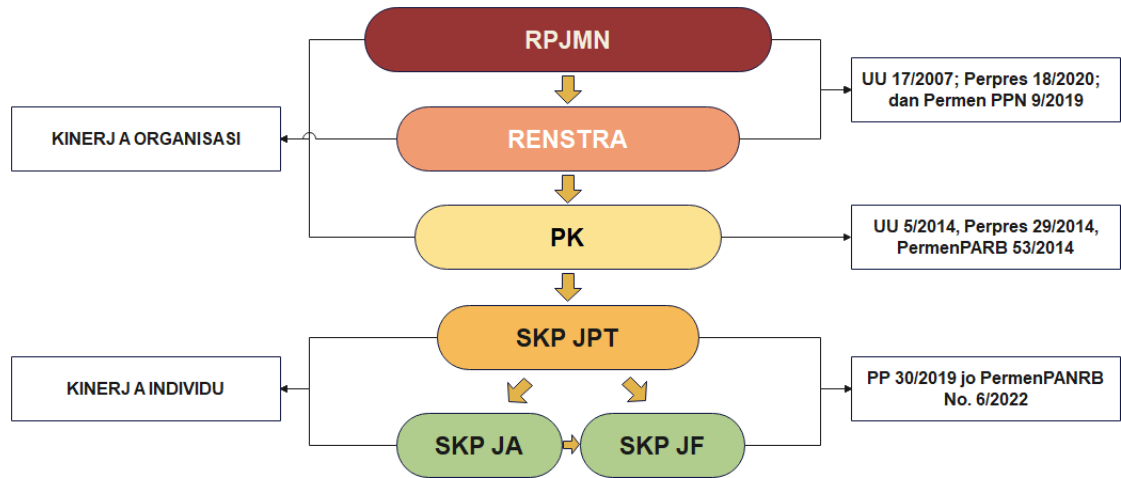 RPJMN
UU 17/2007; Perpres 18/2020;
dan Permen PPN 9/2019
KINERJA ORGANISASI
RENSTRA
PK
UU 5/2014, Perpres 29/2014,
PermenPARB 53/2014
SKP JPT
KINERJA INDIVIDU
PP 30/2019 jo PermenPANRB
No. 6/2022
SKP JA
SKP JF